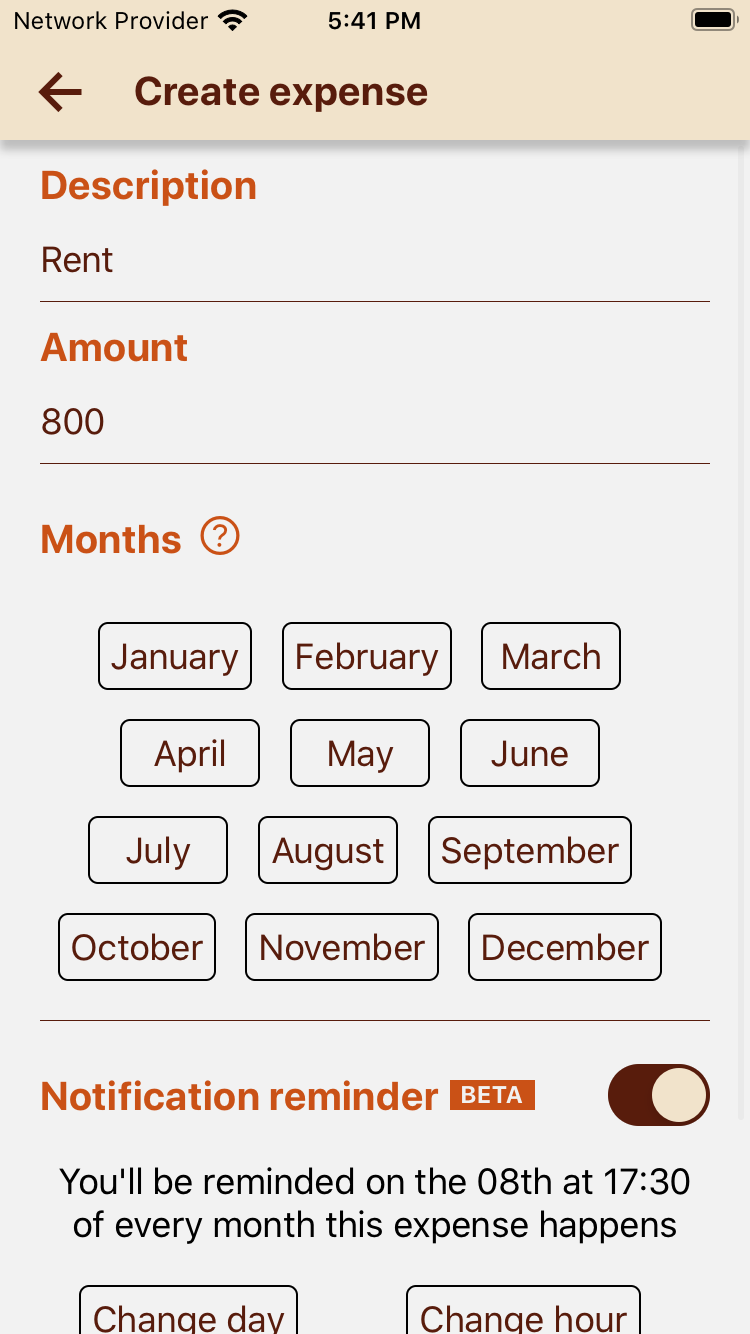 Network Provider 5:41 PM
Create expense
Description
Rent
Amount
800
Months ?
January February March
April May June
July August September
October November December
Notification reminder BETA
You'll be reminded on the 08th at 17:30
of every month this expense happens
Change day Change hour